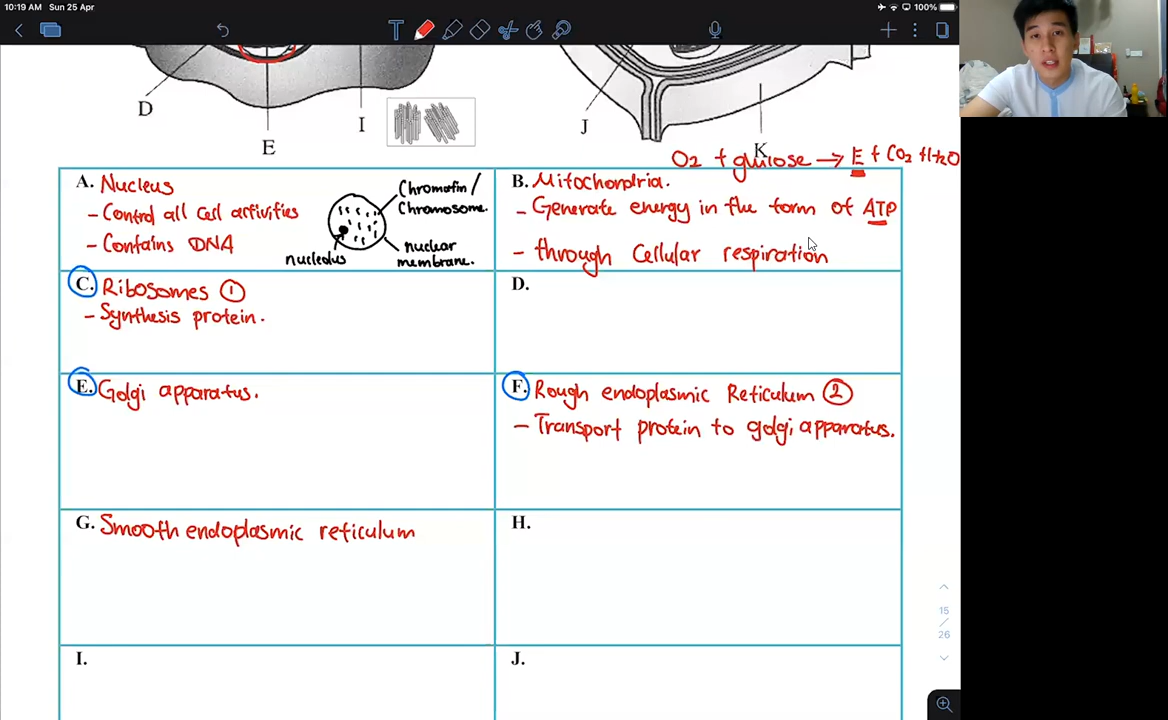 10:19 AM Sun 25 Apr
100%
D
E
I
J
K
O2 + glucose → E + CO2 + H2O
A. Nucleus
- Control all cell activities
- Contains DNA
Chromatin/
Chromosome.
nucleolus
nuclear
membrane.
B. Mitochondria.
- Generate energy in the form of ATP
- through Cellular respiration
C. Ribosomes ①
- Synthesis protein.
D.
E. Golgi apparatus.
F. Rough endoplasmic Reticulum ②
- Transport protein to golgi apparatus.
G. Smooth endoplasmic reticulum
H.
I.
J.
15
/
26